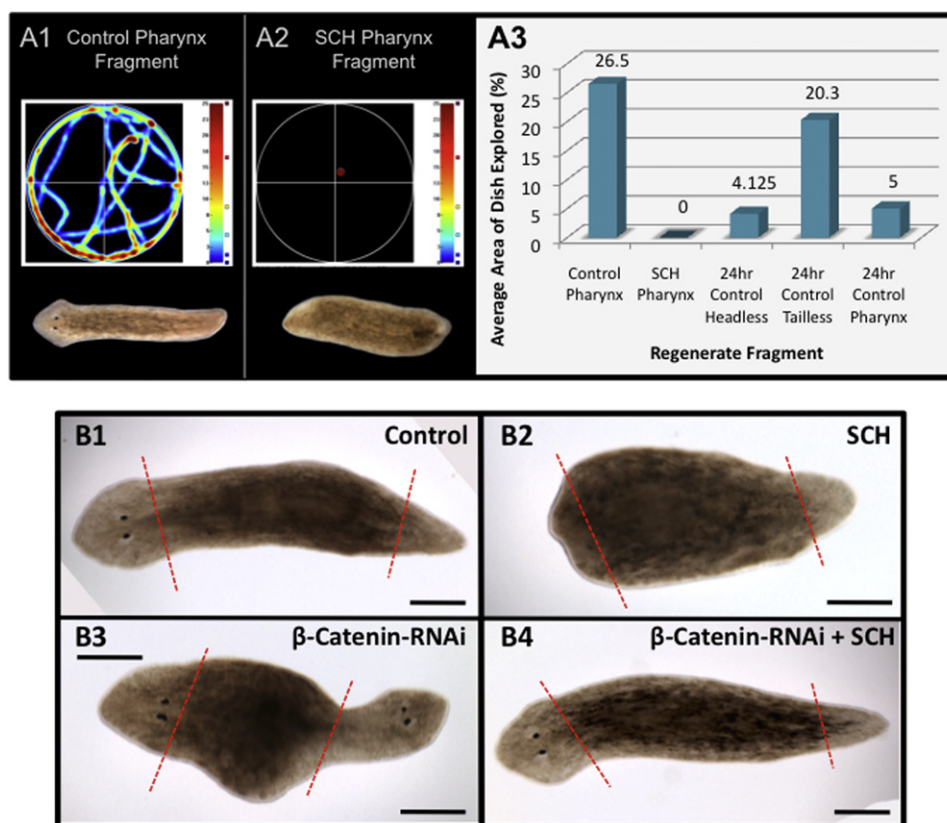 A1 Control Pharynx
Fragment
A2 SCH Pharynx
Fragment
A3
Average Area of Dish Explored (%)
30
25
20
15
10
5
0
26.5
0
4.125
20.3
5
Control
Pharynx
SCH
Pharynx
24hr
Control
Headless
24hr
Control
Tailless
24hr
Control
Pharynx
Regenerate Fragment
B1 Control
B2 SCH
B3 β-Catenin-RNAi
B4 β-Catenin-RNAi + SCH